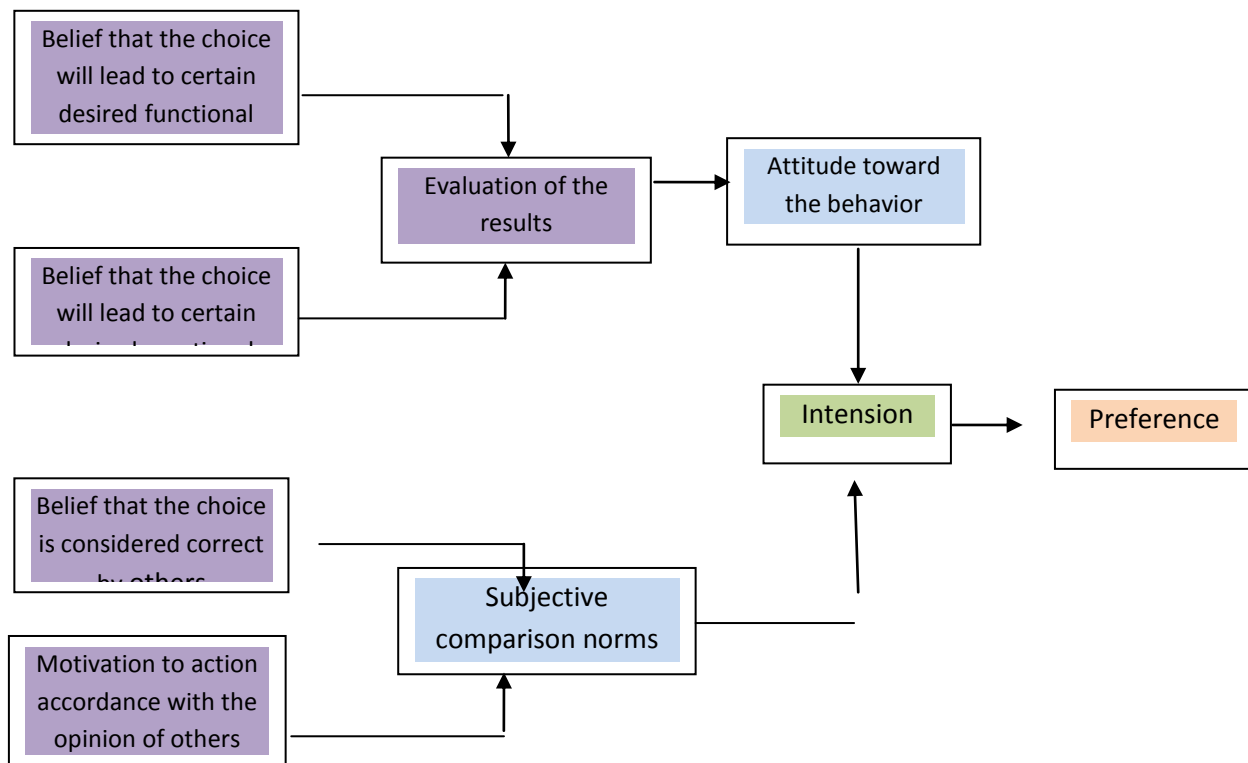 Belief that the choice
will lead to certain
desired functional
Evaluation of the
results
Attitude toward
the behavior
Belief that the choice
will lead to certain
Intension
Preference
Belief that the choice
is considered correct
by others
Subjective
comparison norms
Motivation to action
accordance with the
opinion of others